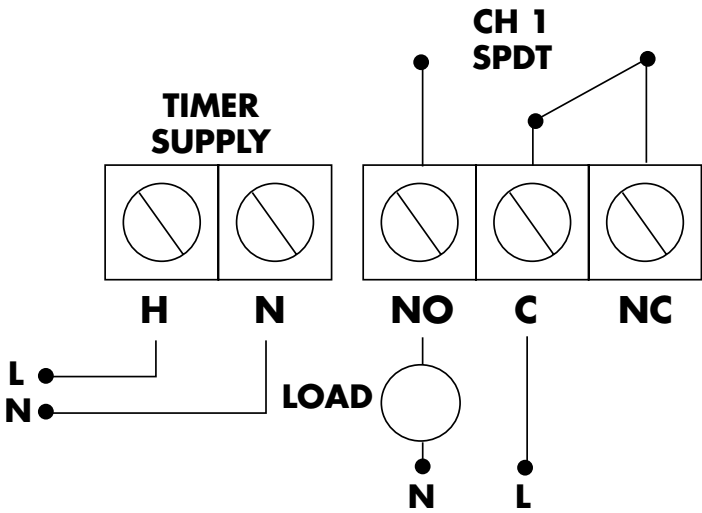 CH 1
SPDT
TIMER
SUPPLY
H N NO C NC
L
N
LOAD
N L